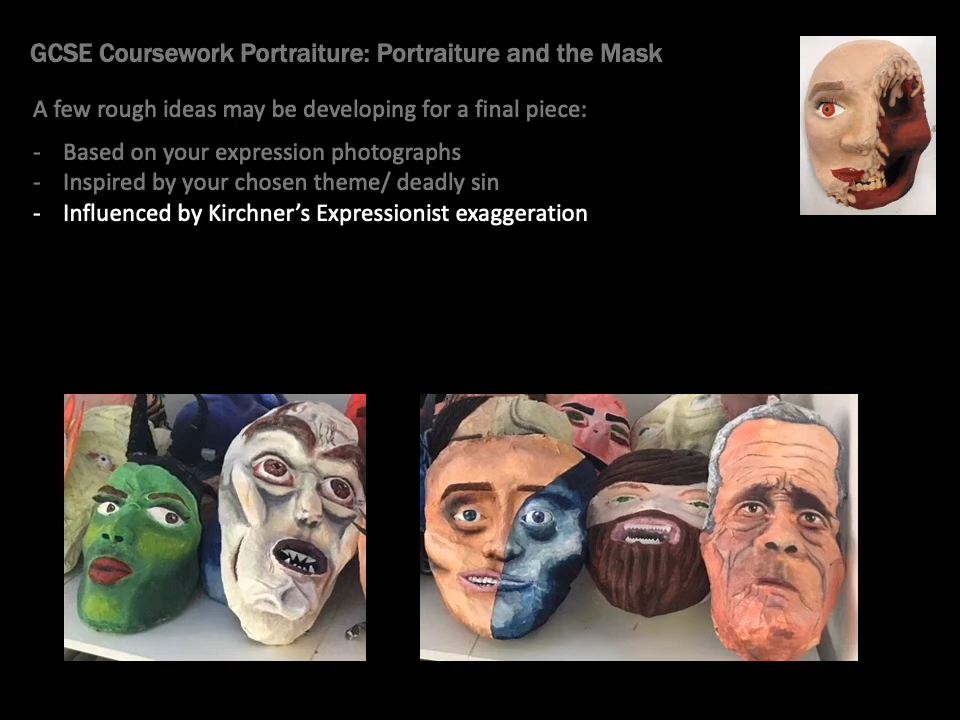 GCSE Coursework Portraiture: Portraiture and the Mask
A few rough ideas may be developing for a final piece:
- Based on your expression photographs
- Inspired by your chosen theme/ deadly sin
- Influenced by Kirchner’s Expressionist exaggeration